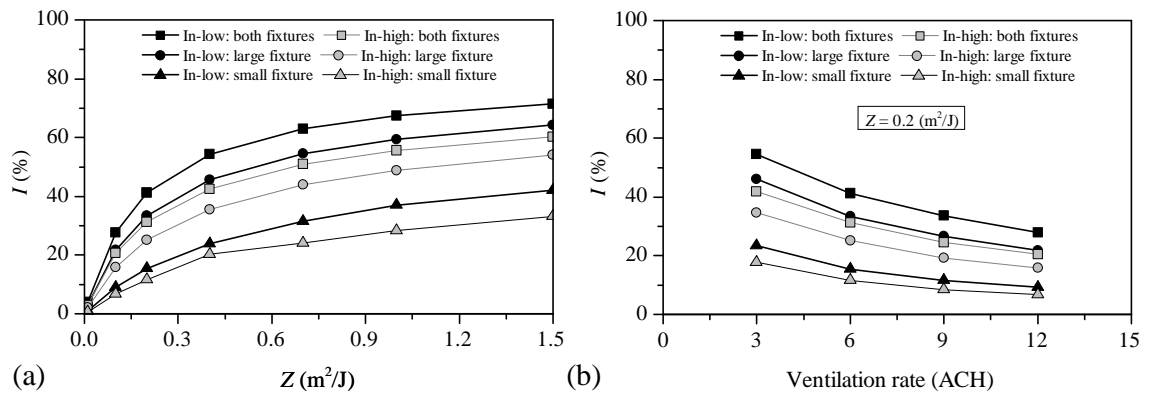 100
80
60
40
20
0
I (%)
In-low: both fixtures In-high: both fixtures
In-low: large fixture In-high: large fixture
In-low: small fixture In-high: small fixture
0.0 0.3 0.6 0.9 1.2 1.5
(a) Z (m²/J)
100
80
60
40
20
0
I (%)
In-low: both fixtures In-high: both fixtures
In-low: large fixture In-high: large fixture
In-low: small fixture In-high: small fixture
Z = 0.2 (m²/J)
0 3 6 9 12 15
(b) Ventilation rate (ACH)